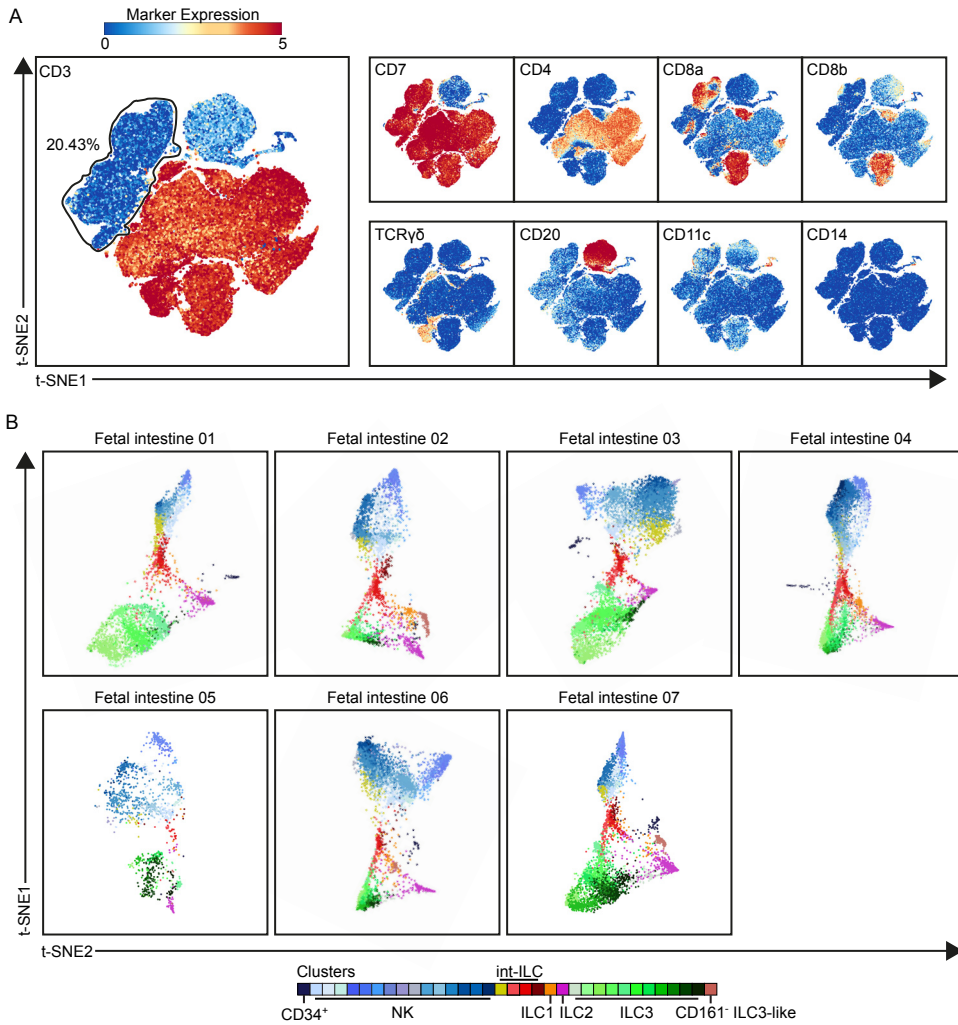 A
Marker Expression
0 5
CD3
20.43%
CD7 CD4 CD8a CD8b
TCRγδ CD20 CD11c CD14
t-SNE2
t-SNE1
B
Fetal intestine 01 Fetal intestine 02 Fetal intestine 03 Fetal intestine 04
Fetal intestine 05 Fetal intestine 06 Fetal intestine 07
t-SNE1
t-SNE2
Clusters int-ILC
CD34⁺ NK ILC1 ILC2 ILC3 CD161⁻ ILC3-like